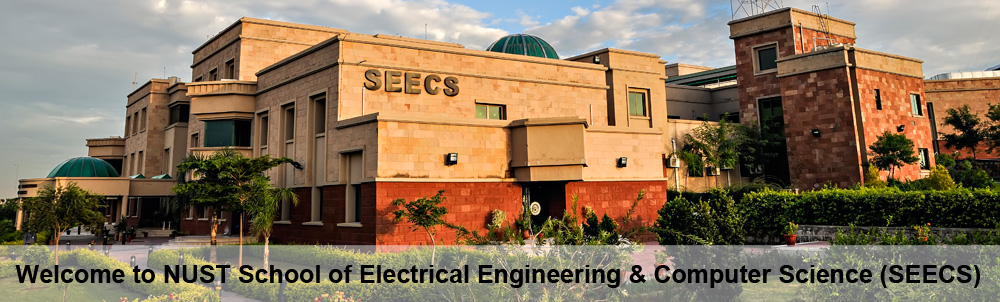 SEECS
Welcome to NUST School of Electrical Engineering & Computer Science (SEECS)